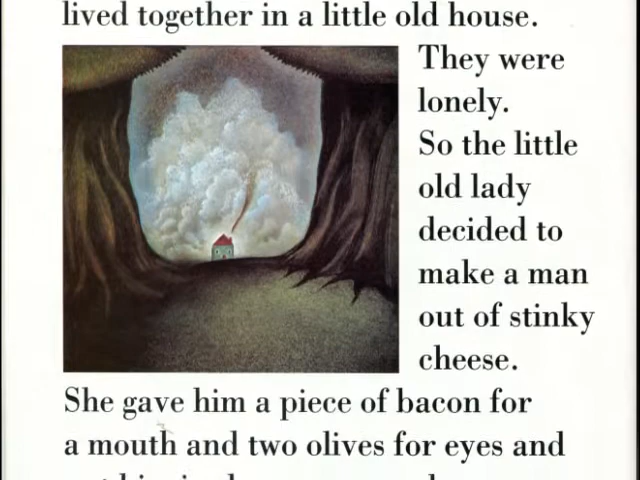 lived together in a little old house.
They were
lonely.
So the little
old lady
decided to
make a man
out of stinky
cheese.
She gave him a piece of bacon for
a mouth and two olives for eyes and